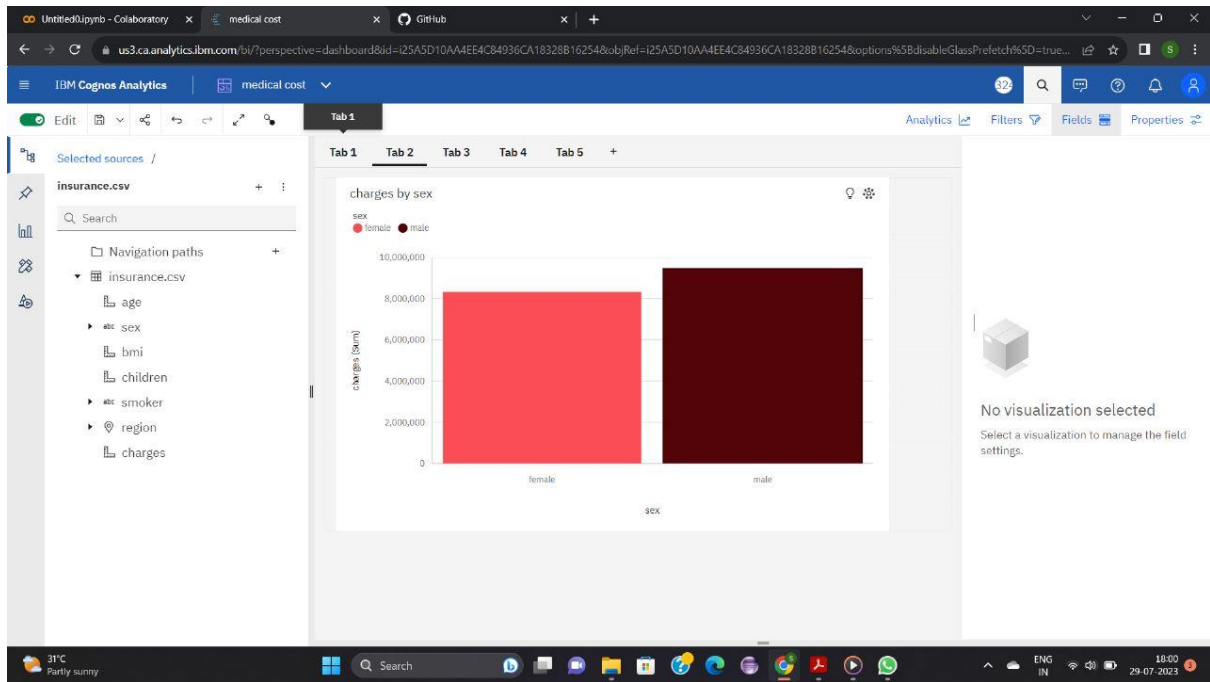 Untitled0.ipynb - Colaboratory
medical cost
GitHub
us3.ca.analytics.ibm.com/bi/?perspective=dashboard&id=i25A5D10AA4EE4C84936CA18328B16254&objRef=i25A5D10AA4EE4C84936CA18328B16254&options%5BdisableGlassPrefetch%5D=true...
S
IBM Cognos Analytics
medical cost
324
Edit
Tab 1
Analytics
Filters
Fields
Properties
Selected sources /
Tab 1 Tab 2 Tab 3 Tab 4 Tab 5 +
insurance.csv
Search
Navigation paths
insurance.csv
age
abc sex
bmi
children
abc smoker
region
charges
charges by sex
sex
female male
10,000,000
8,000,000
6,000,000
4,000,000
2,000,000
0
charges (Sum)
female male
sex
No visualization selected
Select a visualization to manage the field
settings.
31°C
Partly sunny
Search
ENG
IN
18:00
29-07-2023
3